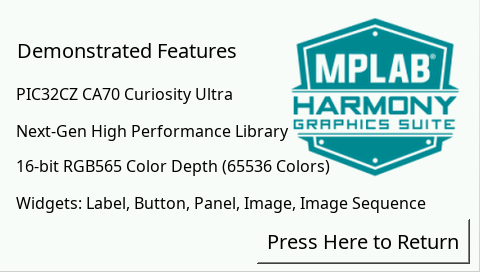 Demonstrated Features
MPLAB®
HARMONY
GRAPHICS SUITE
PIC32CZ CA70 Curiosity Ultra
Next-Gen High Performance Library
16-bit RGB565 Color Depth (65536 Colors)
Widgets: Label, Button, Panel, Image, Image Sequence
Press Here to Return